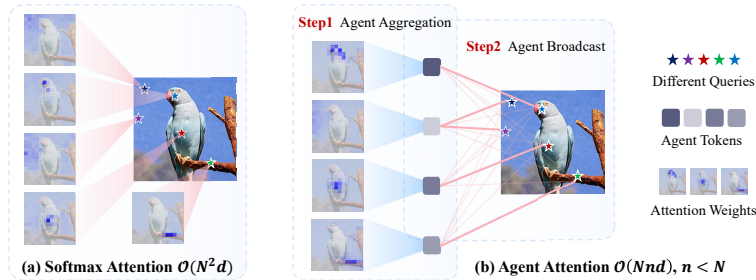 Step1 Agent Aggregation
Step2 Agent Broadcast
Different Queries
Agent Tokens
Attention Weights
(a) Softmax Attention 𝒪(N²d)
(b) Agent Attention 𝒪(Nnd), n < N